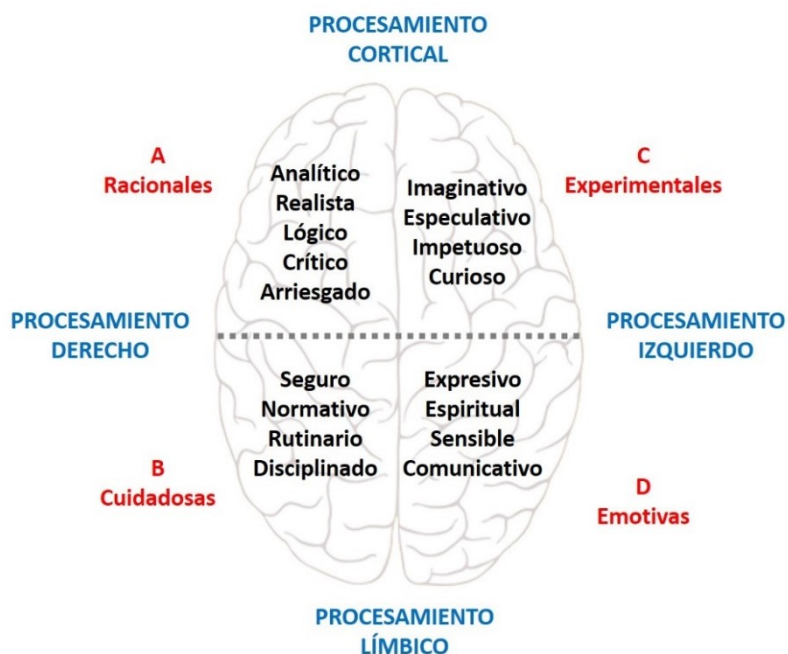 PROCESAMIENTO
CORTICAL
A
Racionales
C
Experimentales
Analítico
Realista
Lógico
Crítico
Arriesgado
Imaginativo
Especulativo
Impetuoso
Curioso
PROCESAMIENTO
DERECHO
PROCESAMIENTO
IZQUIERDO
Seguro
Normativo
Rutinario
Disciplinado
Expresivo
Espiritual
Sensible
Comunicativo
B
Cuidadosas
D
Emotivas
PROCESAMIENTO
LÍMBICO